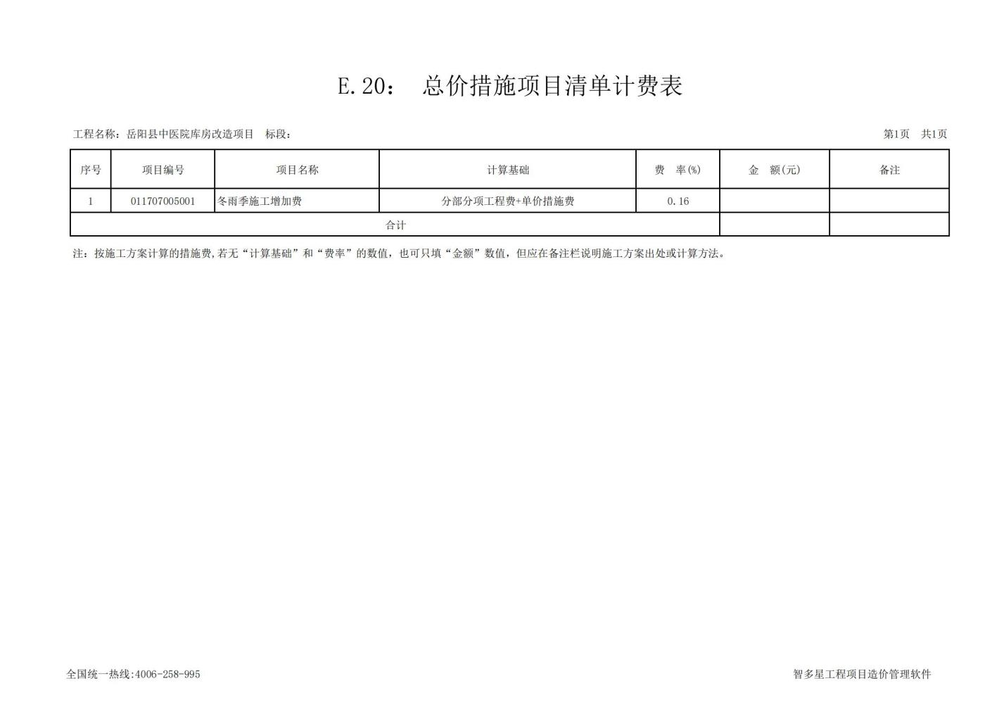 E.20： 总价措施项目清单计费表
工程名称：岳阳县中医院库房改造项目 标段： 第1页 共1页
序号 项目编号 项目名称 计算基础 费 率(%) 金 额(元) 备注
1 011707005001 冬雨季施工增加费 分部分项工程费+单价措施费 0.16
合计
注：按施工方案计算的措施费,若无“计算基础”和“费率”的数值，也可只填“金额”数值，但应在备注栏说明施工方案出处或计算方法。
全国统一热线:4006-258-995 智多星工程项目造价管理软件